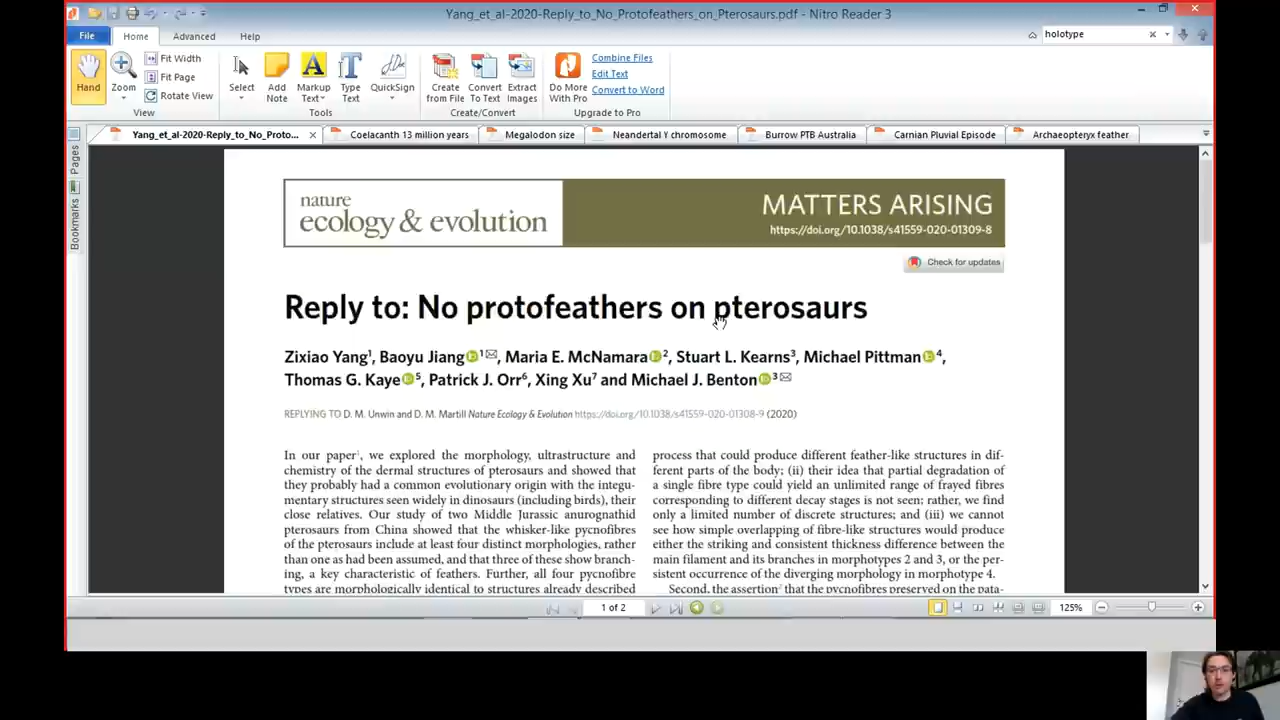 Yang_et_al-2020-Reply_to_No_Protofeathers_on_Pterosaurs.pdf - Nitro Reader 3
File Home Advanced Help holotype
Hand
Zoom
Fit Width
Fit Page
Rotate View
View
Select
Add Note
Markup Text
Type Text
QuickSign
Tools
Create from File
Convert To Text
Extract Images
Create/Convert
Do More With Pro
Combine Files
Edit Text
Convert to Word
Upgrade to Pro
Yang_et_al-2020-Reply_to_No_Proto... Coelacanth 13 million years Megalodon size Neandertal Y chromosome Burrow PTB Australia Carnian Pluvial Episode Archaeopteryx feather
Pages
Bookmarks
nature
ecology & evolution
MATTERS ARISING
https://doi.org/10.1038/s41559-020-01309-8
Check for updates
Reply to: No protofeathers on pterosaurs
Zixiao Yang1, Baoyu Jiang 1, Maria E. McNamara 2, Stuart L. Kearns3, Michael Pittman 4,
Thomas G. Kaye 5, Patrick J. Orr6, Xing Xu7 and Michael J. Benton 3
REPLYING TO D. M. Unwin and D. M. Martill Nature Ecology & Evolution https://doi.org/10.1038/s41559-020-01308-9 (2020)
In our paper1, we explored the morphology, ultrastructure and
chemistry of the dermal structures of pterosaurs and showed that
they probably had a common evolutionary origin with the integu-
mentary structures seen widely in dinosaurs (including birds), their
close relatives. Our study of two Middle Jurassic anurognathid
pterosaurs from China showed that the whisker-like pycnofibres
of the pterosaurs include at least four distinct morphologies, rather
than one as had been assumed, and that three of these show branch-
ing, a key characteristic of feathers. Further, all four pycnofibre
types are morphologically identical to structures already described
process that could produce different feather-like structures in dif-
ferent parts of the body; (ii) their idea that partial degradation of
a single fibre type could yield an unlimited range of frayed fibres
corresponding to different decay stages is not seen; rather, we find
only a limited number of discrete structures; and (iii) we cannot
see how simple overlapping of fibre-like structures would produce
either the striking and consistent thickness difference between the
main filament and its branches in morphotypes 2 and 3, or the per-
sistent occurrence of the diverging morphology in morphotype 4.
Second, the assertion2 that the pycnofibres preserved on the pata-
1 of 2
125%